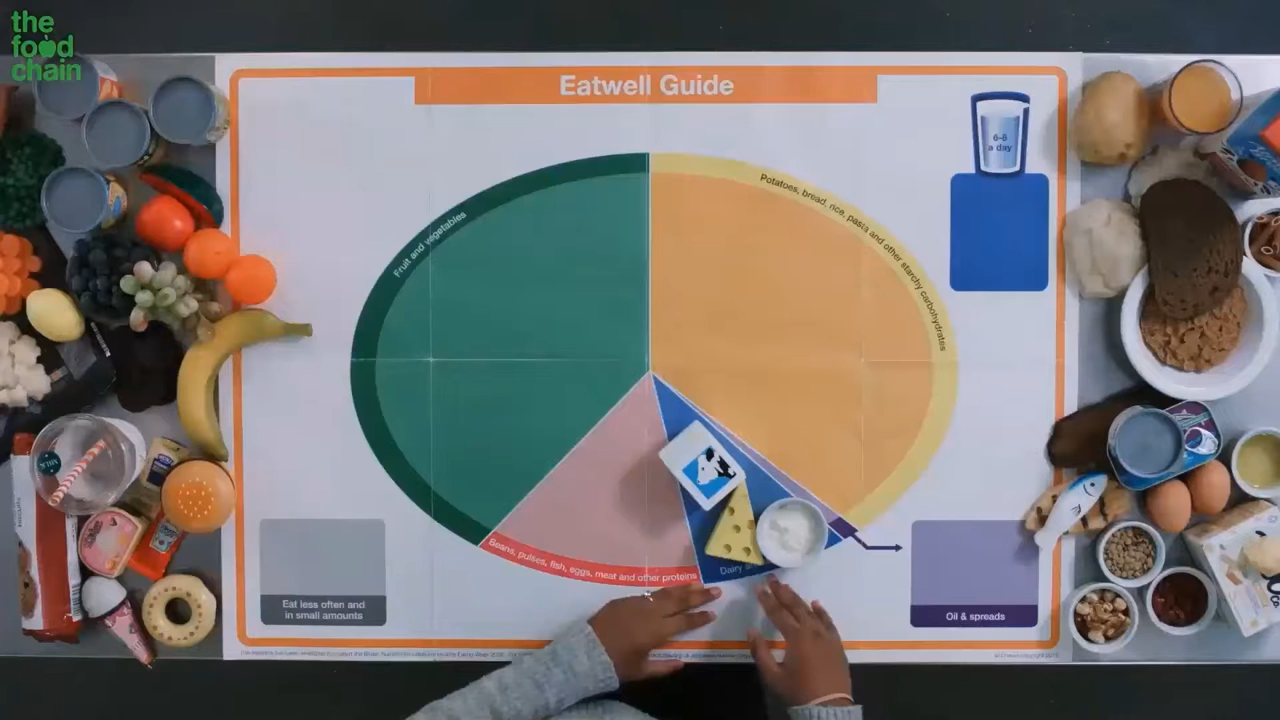 the
food
chain
Eatwell Guide
6-8
a day
Fruit and vegetables
Potatoes, bread, rice, pasta and other starchy carbohydrates
Beans, pulses, fish, eggs, meat and other proteins
Dairy
Eat less often and
in small amounts
Oil & spreads